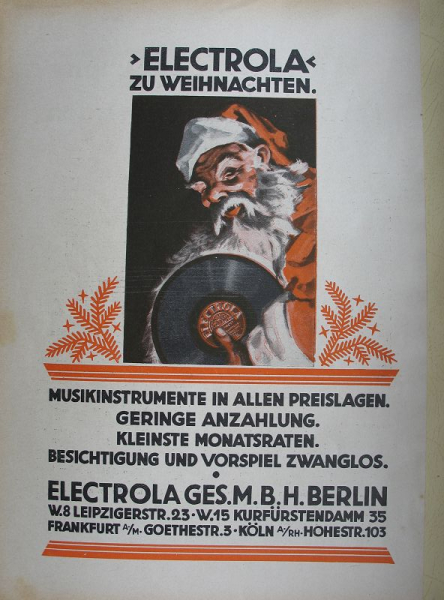 >ELECTROLA<
ZU WEIHNACHTEN.
ELECTROLA
MUSIKINSTRUMENTE IN ALLEN PREISLAGEN.
GERINGE ANZAHLUNG.
KLEINSTE MONATSRATEN.
BESICHTIGUNG UND VORSPIEL ZWANGLOS.
•
ELECTROLA GES.M.B.H. BERLIN
W.8 LEIPZIGERSTR.23 · W.15 KURFÜRSTENDAMM 35
FRANKFURT A/M· GOETHESTR.3 · KÖLN A/RH· HOHESTR.103